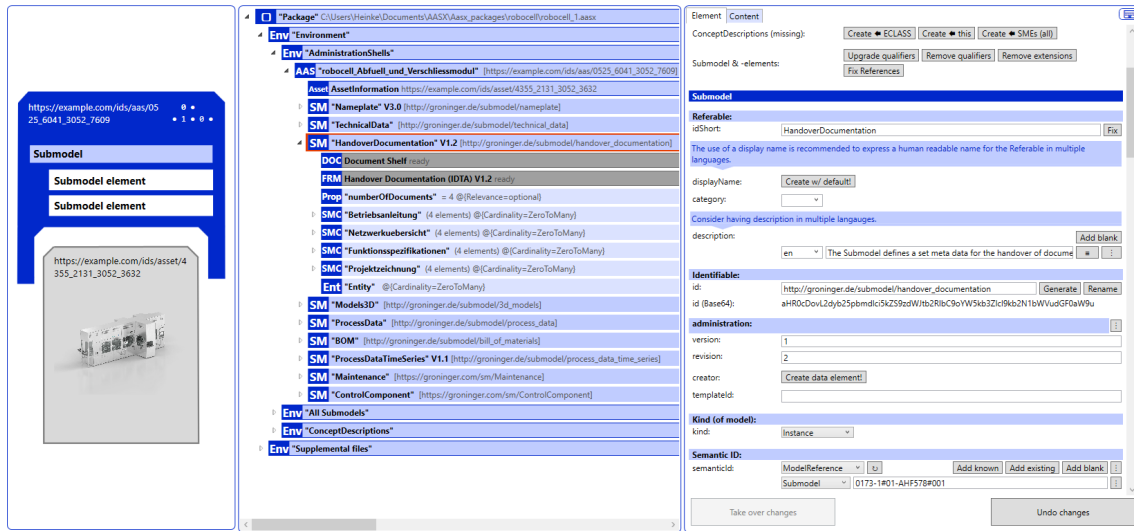 https://example.com/ids/aas/05
25_6041_3052_7609
0
1 0
Submodel
Submodel element
Submodel element
https://example.com/ids/asset/4
355_2131_3052_3632
"Package" C:\Users\Heinke\Documents\AASX\Aasx_packages\robocell\robocell_1.aasx
Env "Environment"
Env "AdministrationShells"
AAS "robocell_Abfuell_und_Verschliessmodul" [https://example.com/ids/aas/0525_6041_3052_7609]
Asset AssetInformation https://example.com/ids/asset/4355_2131_3052_3632
SM "Nameplate" V3.0 [http://groninger.de/submodel/nameplate]
SM "TechnicalData" [http://groninger.de/submodel/technical_data]
SM "HandoverDocumentation" V1.2 [http://groninger.de/submodel/handover_documentation]
DOC Document Shelf ready
FRM Handover Documentation (IDTA) V1.2 ready
Prop "numberOfDocuments" = 4 @{Relevance=optional}
SMC "Betriebsanleitung" (4 elements) @{Cardinality=ZeroToMany}
SMC "Netzwerkuebersicht" (4 elements) @{Cardinality=ZeroToMany}
SMC "Funktionsspezifikationen" (4 elements) @{Cardinality=ZeroToMany}
SMC "Projektzeichnung" (4 elements) @{Cardinality=ZeroToMany}
Ent "Entity" @{Cardinality=ZeroToMany}
SM "Models3D" [http://groninger.de/submodel/3d_models]
SM "ProcessData" [http://groninger.de/submodel/process_data]
SM "BOM" [http://groninger.de/submodel/bill_of_materials]
SM "ProcessDataTimeSeries" V1.1 [http://groninger.de/submodel/process_data_time_series]
SM "Maintenance" [https://groninger.com/sm/Maintenance]
SM "ControlComponent" [https://groninger.com/sm/ControlComponent]
Env "All Submodels"
Env "ConceptDescriptions"
Env "Supplemental files"
Element Content
ConceptDescriptions (missing): Create 🡄 ECLASS Create 🡄 this Create 🡄 SMEs (all)
Submodel & -elements: Upgrade qualifiers Remove qualifiers Remove extensions
Fix References
Submodel
Referable:
idShort: HandoverDocumentation Fix
The use of a display name is recommended to express a human readable name for the Referable in multiple
languages.
displayName: Create w/ default!
category:
Consider having description in multiple langauges.
description: Add blank
en The Submodel defines a set meta data for the handover of docume
Identifiable:
id: http://groninger.de/submodel/handover_documentation Generate Rename
id (Base64):
administration:
version: 1
revision: 2
creator: Create data element!
templateId:
Kind (of model):
kind: Instance
Semantic ID:
semanticId: ModelReference Add known Add existing Add blank
Submodel 0173-1#01-AHF578#001
Take over changes Undo changes